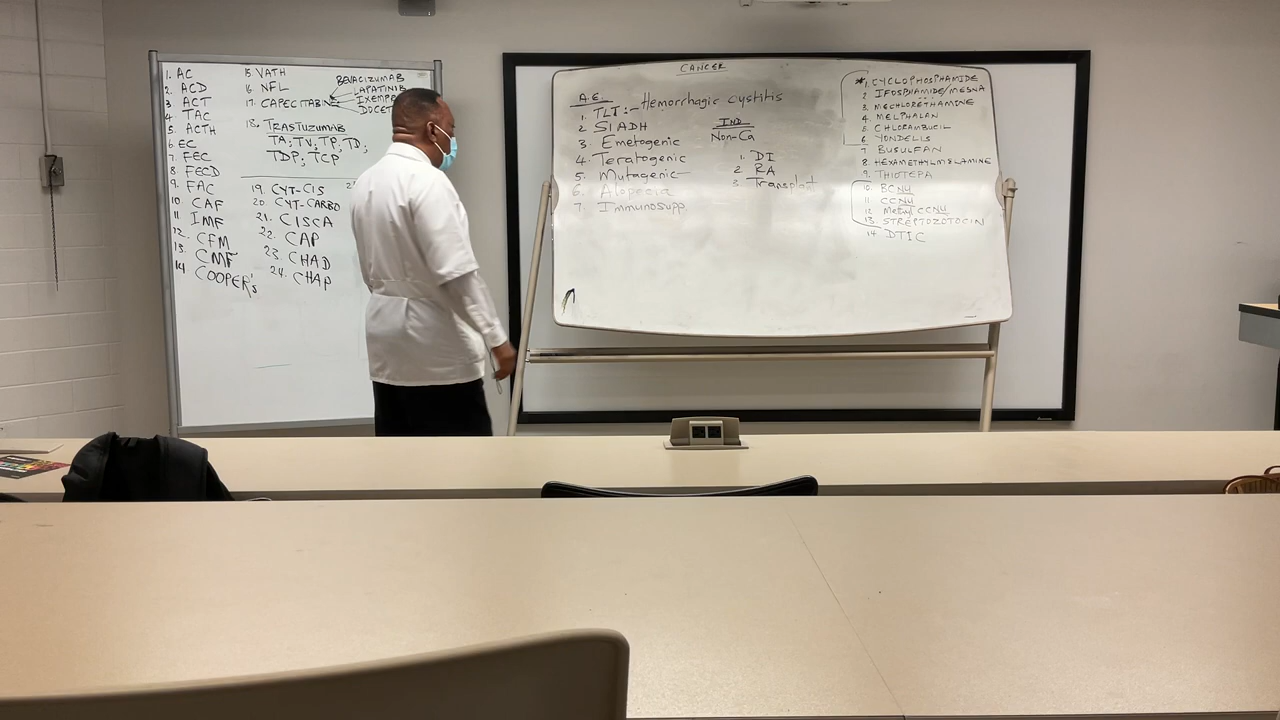 1. AC
2. ACD
3 ACT
4 TAC
5. ACTH
6 EC
7. FEC
8 FECD
9. FAC
10. CAF
11 IMF
12. CFM
13. CMF
14 COOPER's
15. VATH
16. NFL
17. CAPECITABINE
BEVACIZUMAB
LAPATINIB
18. TRASTUZUMAB
TA; TV; TP; TD;
TDP; TCP
19. CYT-CIS
20. CYT-CARBO
21. CISCA
22. CAP
23. CHAD
24. CHAP
CANCER
A.E.
1. TLT:- Hemorrhagic cystitis
2 SIADH
3. Emetogenic
4. Teratogenic
5. Mutagenic
6. Alopecia
7. Immunosupp
IND
Non-Ca
1. DI
2. RA
3. Transplant
*1. CYCLOPHOSPHAMIDE
2 IFOSPHAMIDE/MESNA
3. MECHLORETHAMINE
4. MELPHALAN
5 CHLORAMBUCIL
6 YONDELIS
7. BUSULFAN
8. HEXAMETHYLMELAMINE
9. THIOTEPA
10. BCNU
11. CCNU
12 Methyl CCNU
13. STREPTOZOTOCIN
14 DTIC